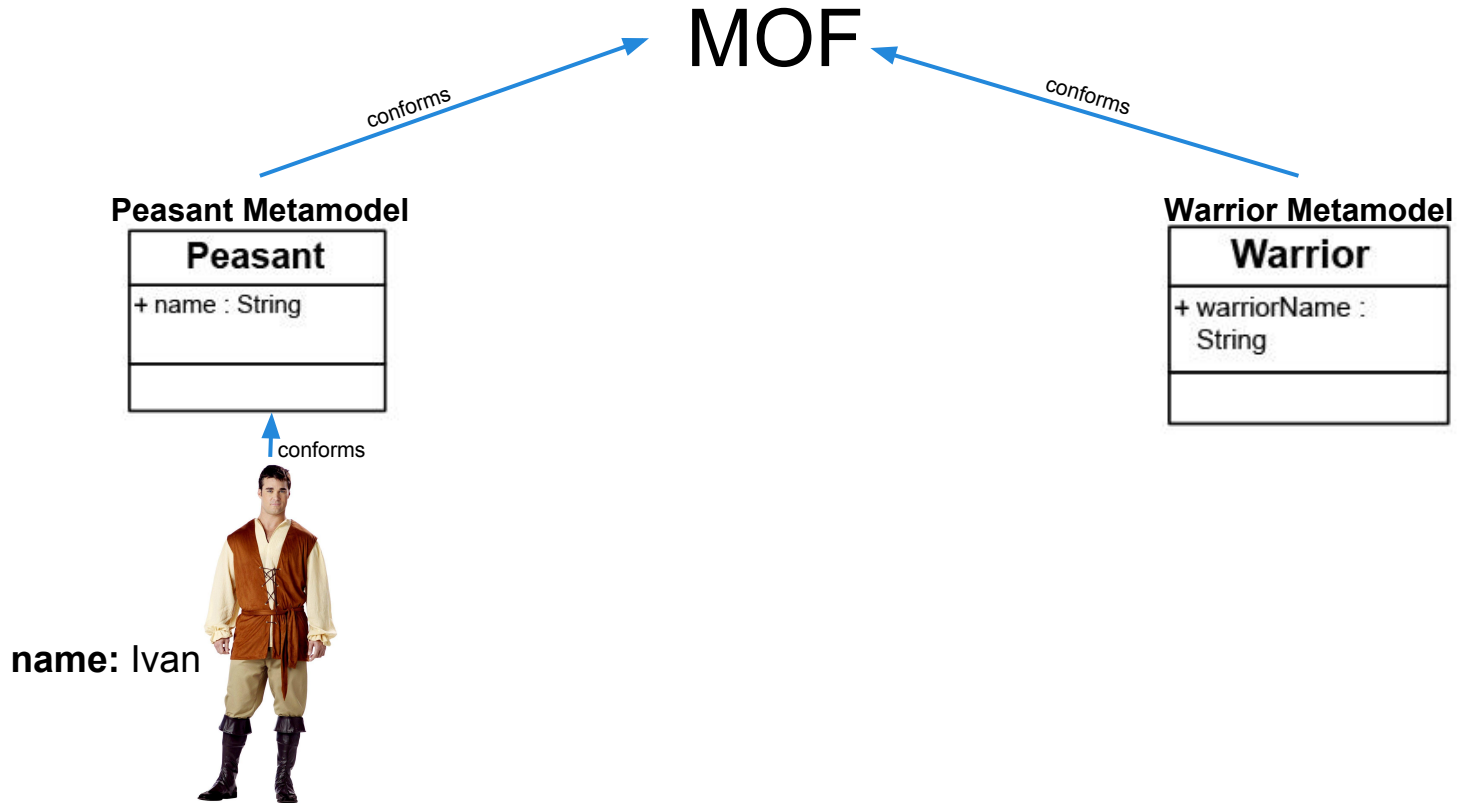 MOF
conforms
conforms
Peasant Metamodel
Warrior Metamodel
Peasant
+ name : String
Warrior
+ warriorName :
String
conforms
name: Ivan